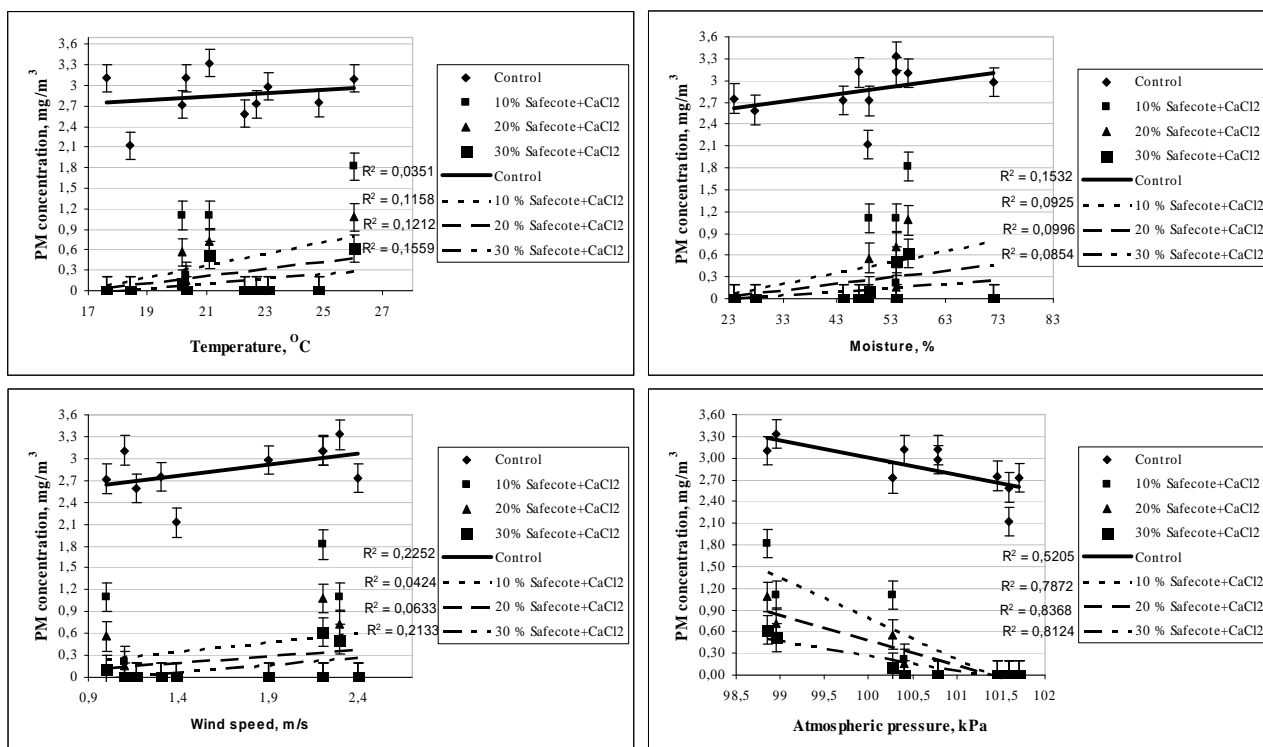 3,6
3,3
3
2,7
2,4
2,1
1,8
1,5
1,2
0,9
0,6
0,3
0
PM concentration, mg/m3
17 19 21 23 25 27
Temperature, OC
R2 = 0,0351
R2 = 0,1158
R2 = 0,1212
R2 = 0,1559
Control
10% Safecote+CaCl2
20% Safecote+CaCl2
30% Safecote+CaCl2
Control
10 % Safecote+CaCl2
20 % Safecote+CaCl2
30 % Safecote+CaCl2
3,6
3,3
3
2,7
2,4
2,1
1,8
1,5
1,2
0,9
0,6
0,3
0
PM concentration, mg/m3
23 33 43 53 63 73 83
Moisture, %
R2 = 0,1532
R2 = 0,0925
R2 = 0,0996
R2 = 0,0854
Control
10% Safecote+CaCl2
20% Safecote+CaCl2
30% Safecote+CaCl2
Control
10 % Safecote+CaCl2
20 % Safecote+CaCl2
30 % Safecote+CaCl2
3,6
3,3
3
2,7
2,4
2,1
1,8
1,5
1,2
0,9
0,6
0,3
0
PM concentration, mg/m3
0,9 1,4 1,9 2,4
Wind speed, m/s
R2 = 0,2252
R2 = 0,0424
R2 = 0,0633
R2 = 0,2133
Control
10% Safecote+CaCl2
20% Safecote+CaCl2
30% Safecote+CaCl2
Control
10 % Safecote+CaCl2
20 % Safecote+CaCl2
30 % Safecote+CaCl2
3,60
3,30
3,00
2,70
2,40
2,10
1,80
1,50
1,20
0,90
0,60
0,30
0,00
PM concentration, mg/m3
98,5 99 99,5 100 100,5 101 101,5 102
Atmospheric pressure, kPa
R2 = 0,5205
R2 = 0,7872
R2 = 0,8368
R2 = 0,8124
Control
10% Safecote+CaCl2
20% Safecote+CaCl2
30% Safecote+CaCl2
Control
10 % Safecote+CaCl2
20 % Safecote+CaCl2
30 % Safecote+CaCl2